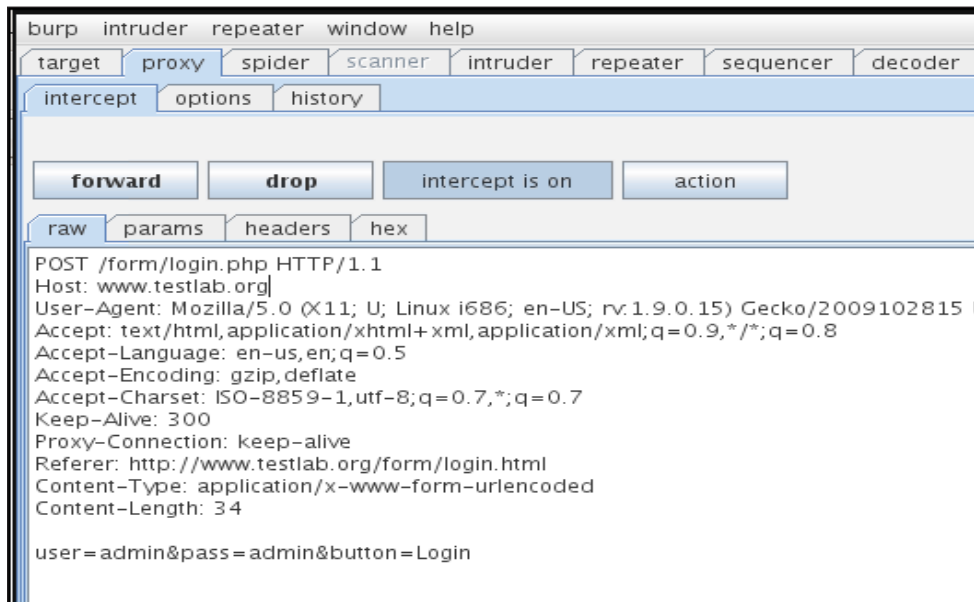 burp intruder repeater window help
target proxy spider scanner intruder repeater sequencer decoder
intercept options history
forward drop intercept is on action
raw params headers hex
POST /form/login.php HTTP/1.1
Host: www.testlab.org
User-Agent: Mozilla/5.0 (X11; U; Linux i686; en-US; rv:1.9.0.15) Gecko/2009102815
Accept: text/html,application/xhtml+xml,application/xml;q=0.9,*/*;q=0.8
Accept-Language: en-us,en;q=0.5
Accept-Encoding: gzip,deflate
Accept-Charset: ISO-8859-1,utf-8;q=0.7,*;q=0.7
Keep-Alive: 300
Proxy-Connection: keep-alive
Referer: http://www.testlab.org/form/login.html
Content-Type: application/x-www-form-urlencoded
Content-Length: 34
user=admin&pass=admin&button=Login